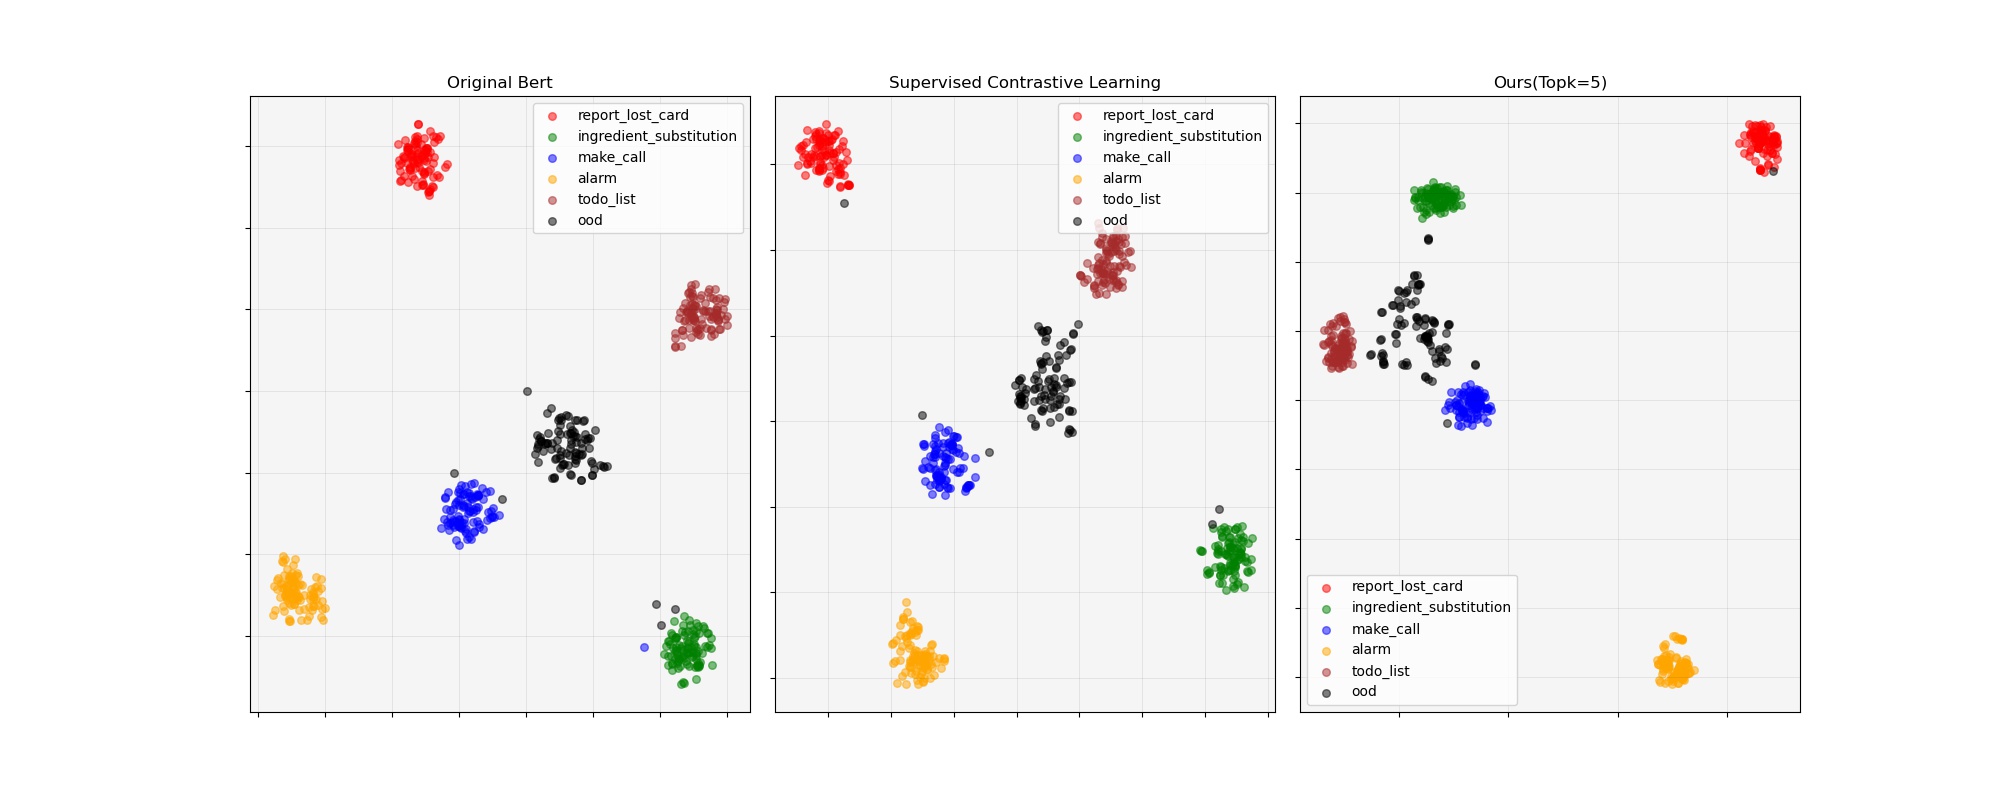 Original Bert
report_lost_card
ingredient_substitution
make_call
alarm
todo_list
ood
Supervised Contrastive Learning
report_lost_card
ingredient_substitution
make_call
alarm
todo_list
ood
Ours(Topk=5)
report_lost_card
ingredient_substitution
make_call
alarm
todo_list
ood